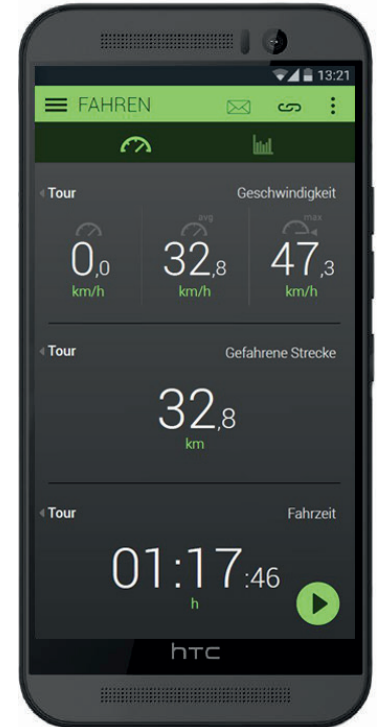 13:21
FAHREN
Tour Geschwindigkeit
avg max
0,0 32,8 47,3
km/h km/h km/h
Tour Gefahrene Strecke
32,8
km
Tour Fahrzeit
01:17:46
h
hTC